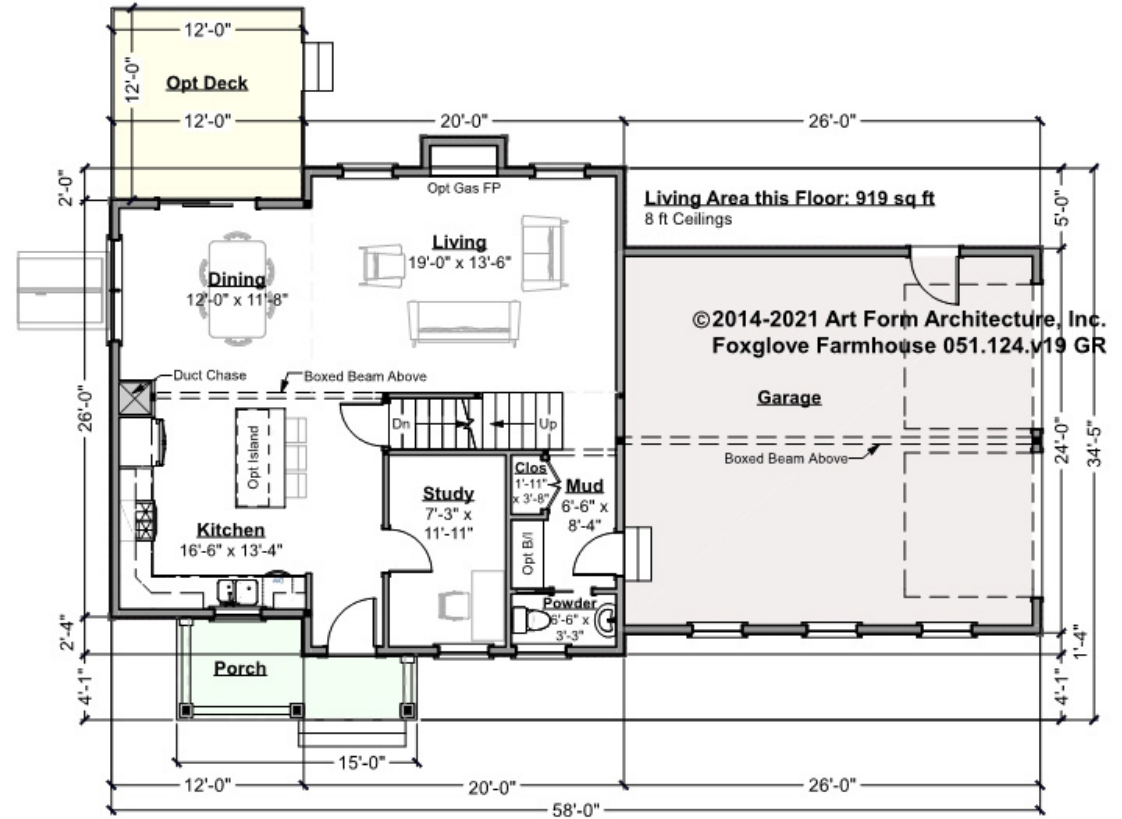 12'-0"
12'-0"
Opt Deck
12'-0"
20'-0"
26'-0"
2'-0"
Opt Gas FP
Living Area this Floor: 919 sq ft
8 ft Ceilings
5'-0"
Living
19'-0" x 13'-6"
Dining
12'-0" x 11'-8"
©2014-2021 Art Form Architecture, Inc.
Foxglove Farmhouse 051.124.v19 GR
Duct Chase
Boxed Beam Above
Garage
26'-0"
Dn
Up
24'-0"
34'-5"
Boxed Beam Above
Opt Island
Clos
1'-11"
x 3'-8"
Mud
6'-6" x
8'-4"
Study
7'-3" x
11'-11"
Kitchen
16'-6" x 13'-4"
Opt B/I
Powder
6'-6" x
3'-3"
2'-4"
1'-4"
Porch
4'-1"
4'-1"
15'-0"
12'-0"
20'-0"
26'-0"
58'-0"